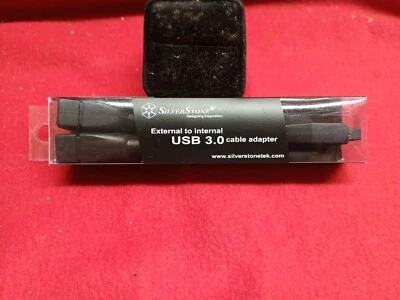 SILVERSTONE®
Designing Inspiration
External to internal
USB 3.0 cable adapter
www.silverstonetek.com